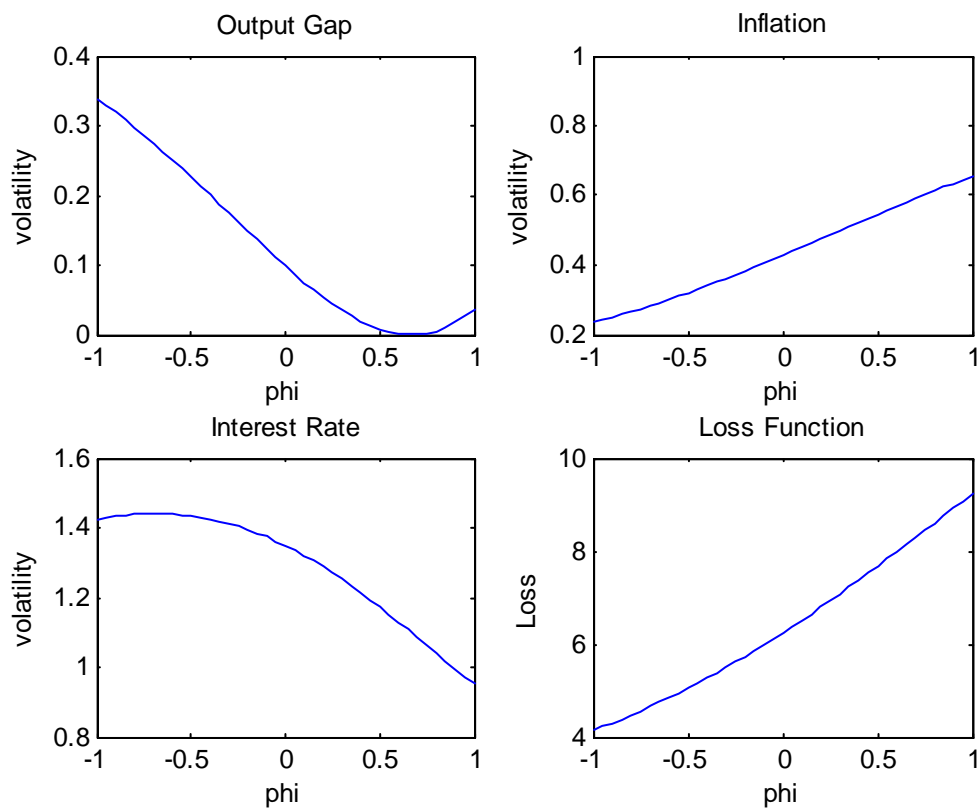 Output Gap
0.4
0.3
0.2
0.1
0
volatility
-1 -0.5 0 0.5 1
phi
Inflation
1
0.8
0.6
0.4
0.2
volatility
-1 -0.5 0 0.5 1
phi
Interest Rate
1.6
1.4
1.2
1
0.8
volatility
-1 -0.5 0 0.5 1
phi
Loss Function
10
8
6
4
Loss
-1 -0.5 0 0.5 1
phi